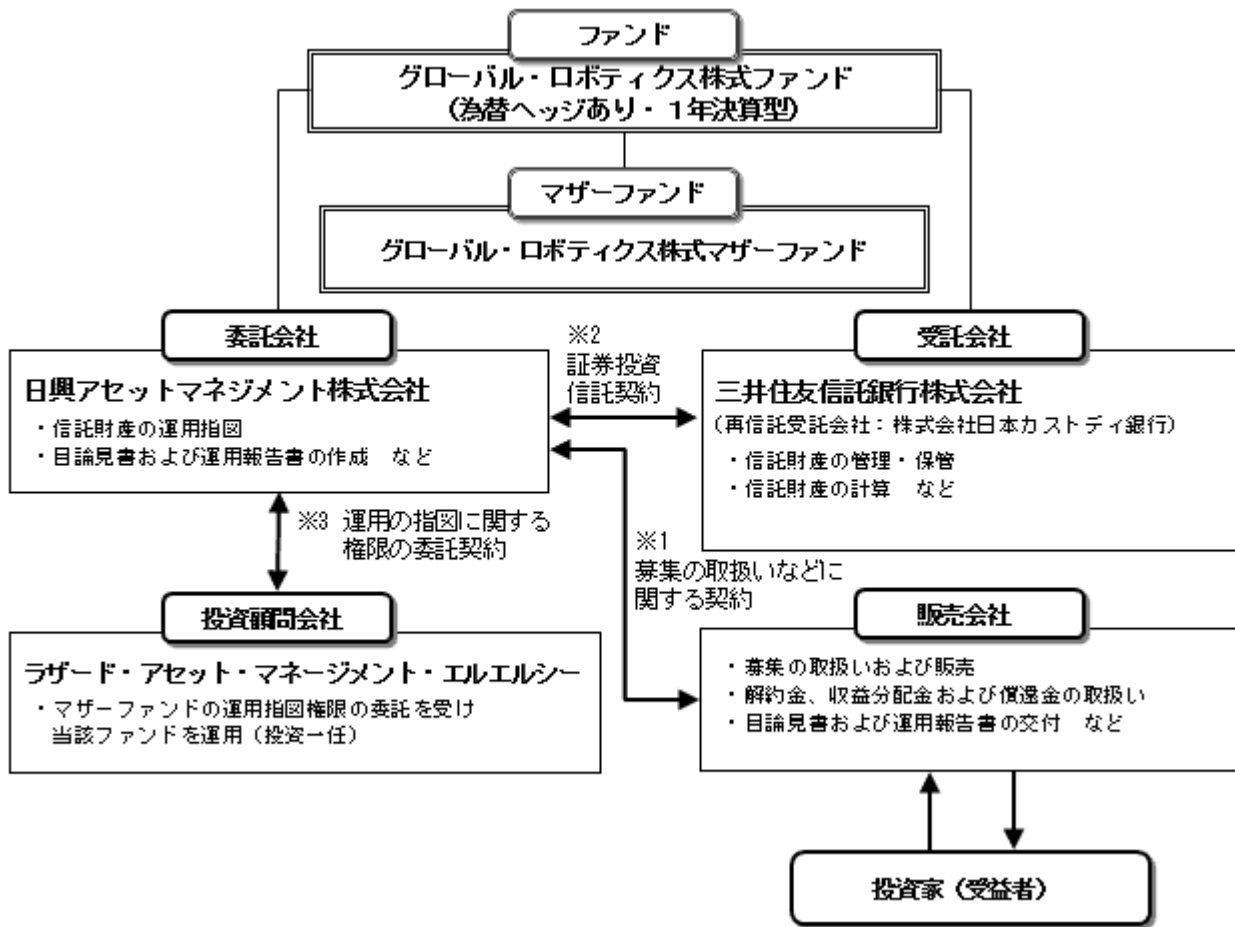 ファンド
グローバル・ロボティクス株式ファンド
(為替ヘッジあり・１年決算型)
マザーファンド
グローバル・ロボティクス株式マザーファンド
委託会社
日興アセットマネジメント株式会社
・信託財産の運用指図
・目論見書および運用報告書の作成　など
※2
証券投資
信託契約
受託会社
三井住友信託銀行株式会社
(再信託受託会社：株式会社日本カストディ銀行)
・信託財産の管理・保管
・信託財産の計算　など
※3 運用の指図に関する
権限の委託契約
※1
募集の取扱いなどに
関する契約
投資顧問会社
ラザード・アセット・マネージメント・エルエルシー
・マザーファンドの運用指図権限の委託を受け
当該ファンドを運用（投資一任）
販売会社
・募集の取扱いおよび販売
・解約金、収益分配金および償還金の取扱い
・目論見書および運用報告書の交付　など
投資家（受益者）